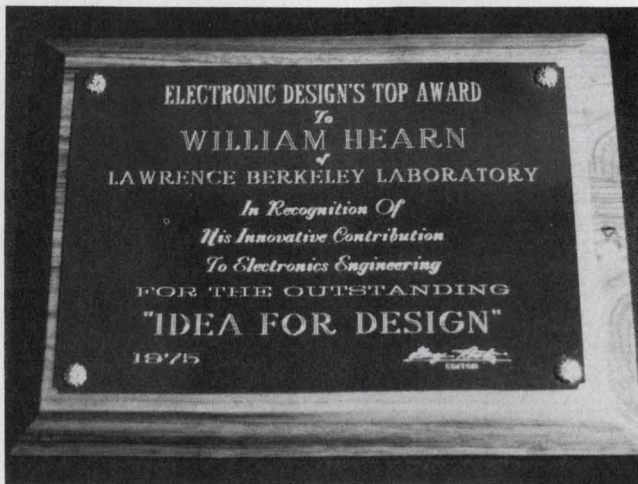 ELECTRONIC DESIGN'S TOP AWARD
To
WILLIAM HEARN
of
LAWRENCE BERKELEY LABORATORY
In Recognition Of
His Innovative Contribution
To Electronics Engineering
FOR THE OUTSTANDING
"IDEA FOR DESIGN"
1975
EDITOR